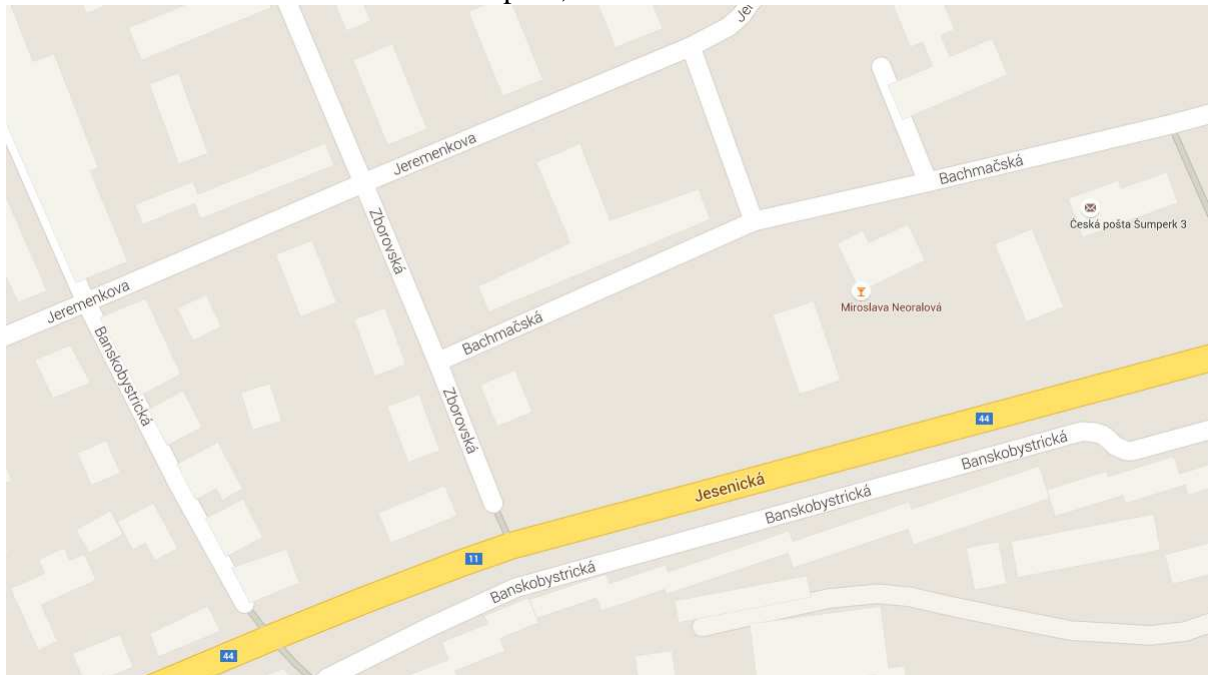 Je
Jeremenkova
Bachmačská
Zborovská
Česká pošta Šumperk 3
Jeremenkova
Miroslava Neoralová
Bachmačská
Banskobystrická
Zborovská
44
Banskobystrická
Jesenická
Banskobystrická
11
Banskobystrická
44